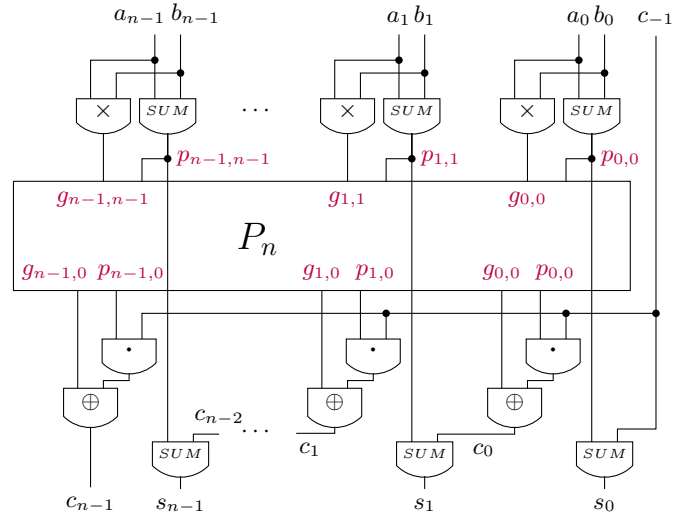 a_{n-1} b_{n-1} a_1 b_1 a_0 b_0 c_{-1}
× SUM ⋯ × SUM × SUM
p_{n-1,n-1} p_{1,1} p_{0,0}
g_{n-1,n-1} g_{1,1} g_{0,0}
P_n
g_{n-1,0} p_{n-1,0} g_{1,0} p_{1,0} g_{0,0} p_{0,0}
· · ·
⊕ ⊕ ⊕
c_{n-2} ⋯ c_1 c_0
SUM SUM SUM
c_{n-1} s_{n-1} s_1 s_0